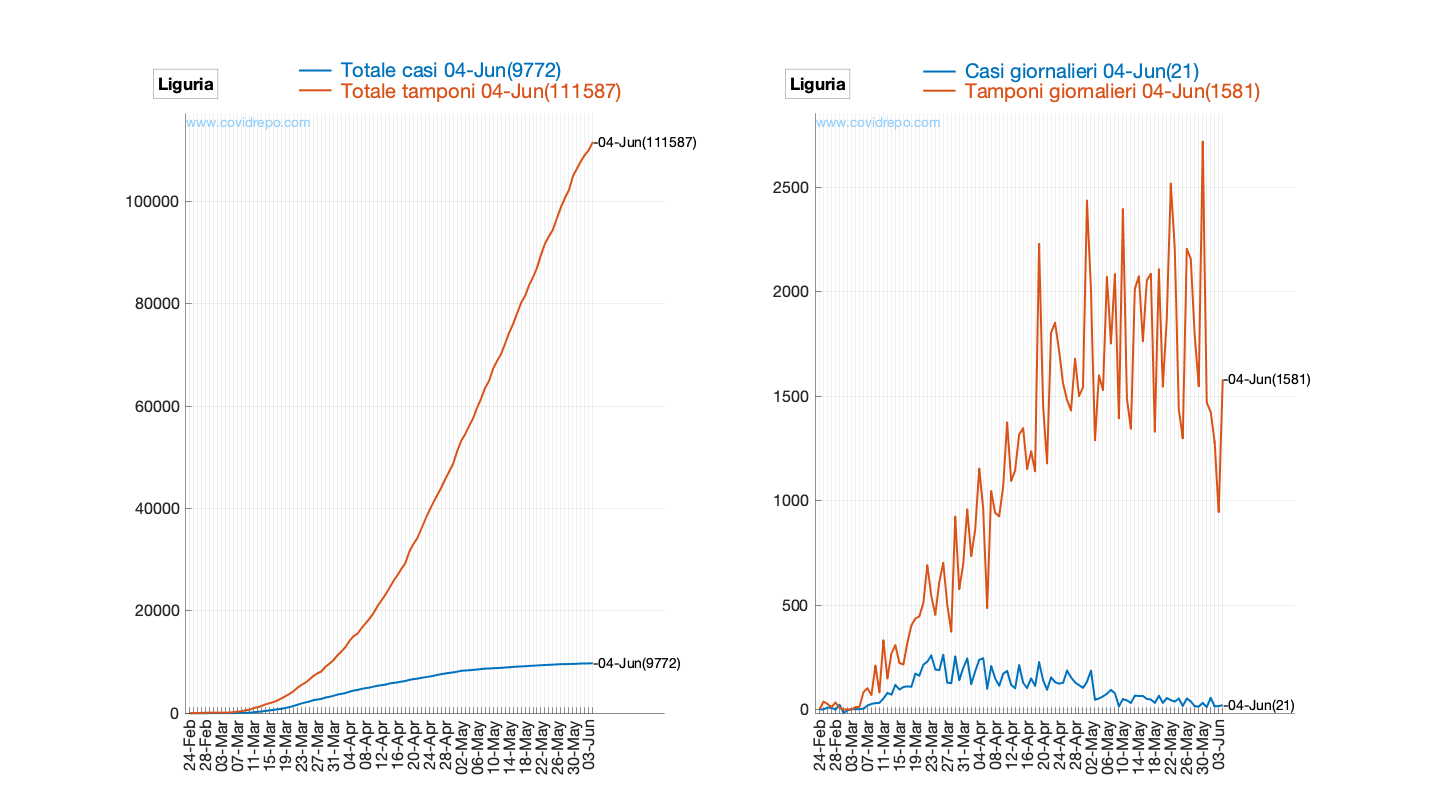 Liguria
Totale casi 04-Jun(9772)
Totale tamponi 04-Jun(111587)
www.covidrepo.com
04-Jun(111587)
100000
80000
60000
40000
20000
0
04-Jun(9772)
24-Feb
28-Feb
03-Mar
07-Mar
11-Mar
15-Mar
19-Mar
23-Mar
27-Mar
31-Mar
04-Apr
08-Apr
12-Apr
16-Apr
20-Apr
24-Apr
28-Apr
02-May
06-May
10-May
14-May
18-May
22-May
26-May
30-May
03-Jun
Liguria
Casi giornalieri 04-Jun(21)
Tamponi giornalieri 04-Jun(1581)
www.covidrepo.com
2500
2000
1500
1000
500
0
04-Jun(1581)
04-Jun(21)
24-Feb
28-Feb
03-Mar
07-Mar
11-Mar
15-Mar
19-Mar
23-Mar
27-Mar
31-Mar
04-Apr
08-Apr
12-Apr
16-Apr
20-Apr
24-Apr
28-Apr
02-May
06-May
10-May
14-May
18-May
22-May
26-May
30-May
03-Jun